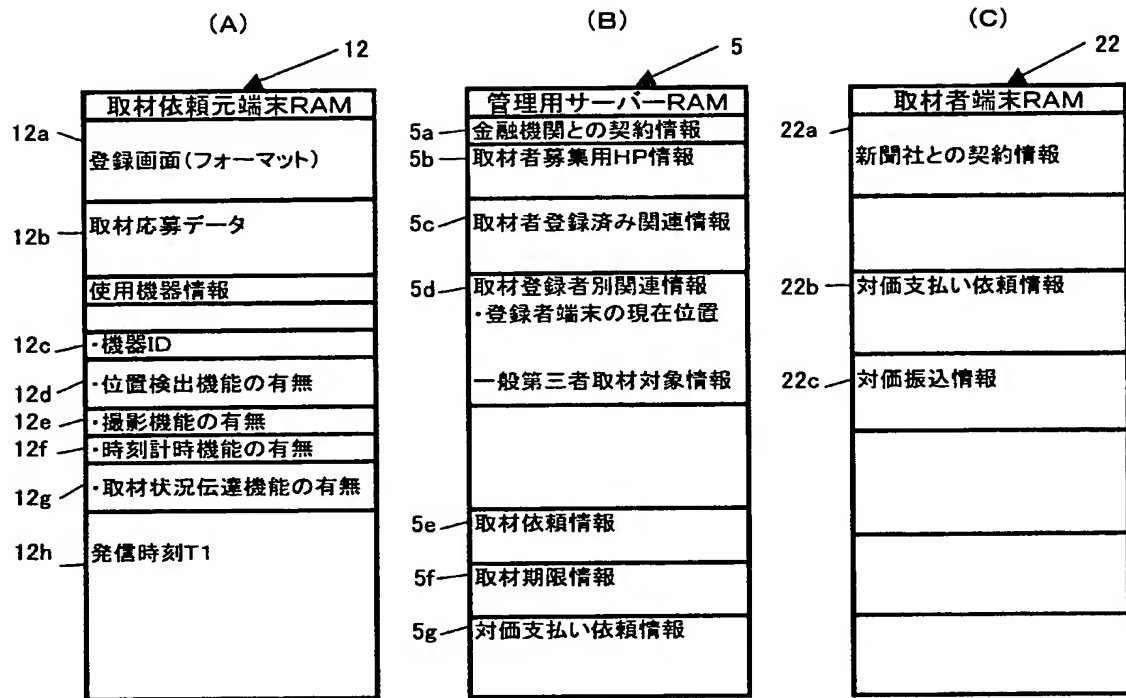 (A)
12
取材依頼元端末RAM
12a
登録画面(フォーマット)
12b
取材応募データ
使用機器情報
12c
・機器ID
12d
・位置検出機能の有無
12e
・撮影機能の有無
12f
・時刻計時機能の有無
12g
・取材状況伝達機能の有無
12h
発信時刻T1
(B)
5
管理用サーバーRAM
5a
金融機関との契約情報
5b
取材者募集用HP情報
5c
取材者登録済み関連情報
5d
取材登録者別関連情報
・登録者端末の現在位置
一般第三者取材対象情報
5e
取材依頼情報
5f
取材期限情報
5g
対価支払い依頼情報
(C)
22
取材者端末RAM
22a
新聞社との契約情報
22b
対価支払い依頼情報
22c
対価振込情報